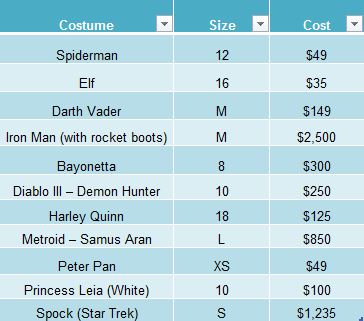 Costume Size Cost
Spiderman 12 $49
Elf 16 $35
Darth Vader M $149
Iron Man (with rocket boots) M $2,500
Bayonetta 8 $300
Diablo III – Demon Hunter 10 $250
Harley Quinn 18 $125
Metroid – Samus Aran L $850
Peter Pan XS $49
Princess Leia (White) 10 $100
Spock (Star Trek) S $1,235